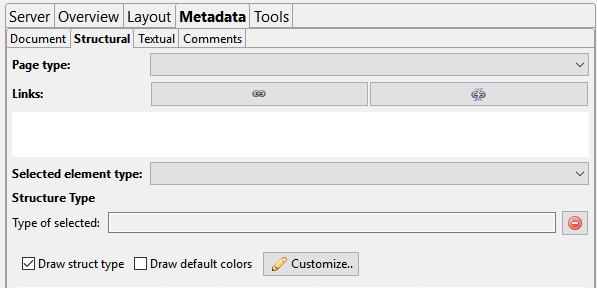 Server Overview Layout Metadata Tools
Document Structural Textual Comments
Page type:
Links:
Selected element type:
Structure Type
Type of selected:
Draw struct type Draw default colors Customize..